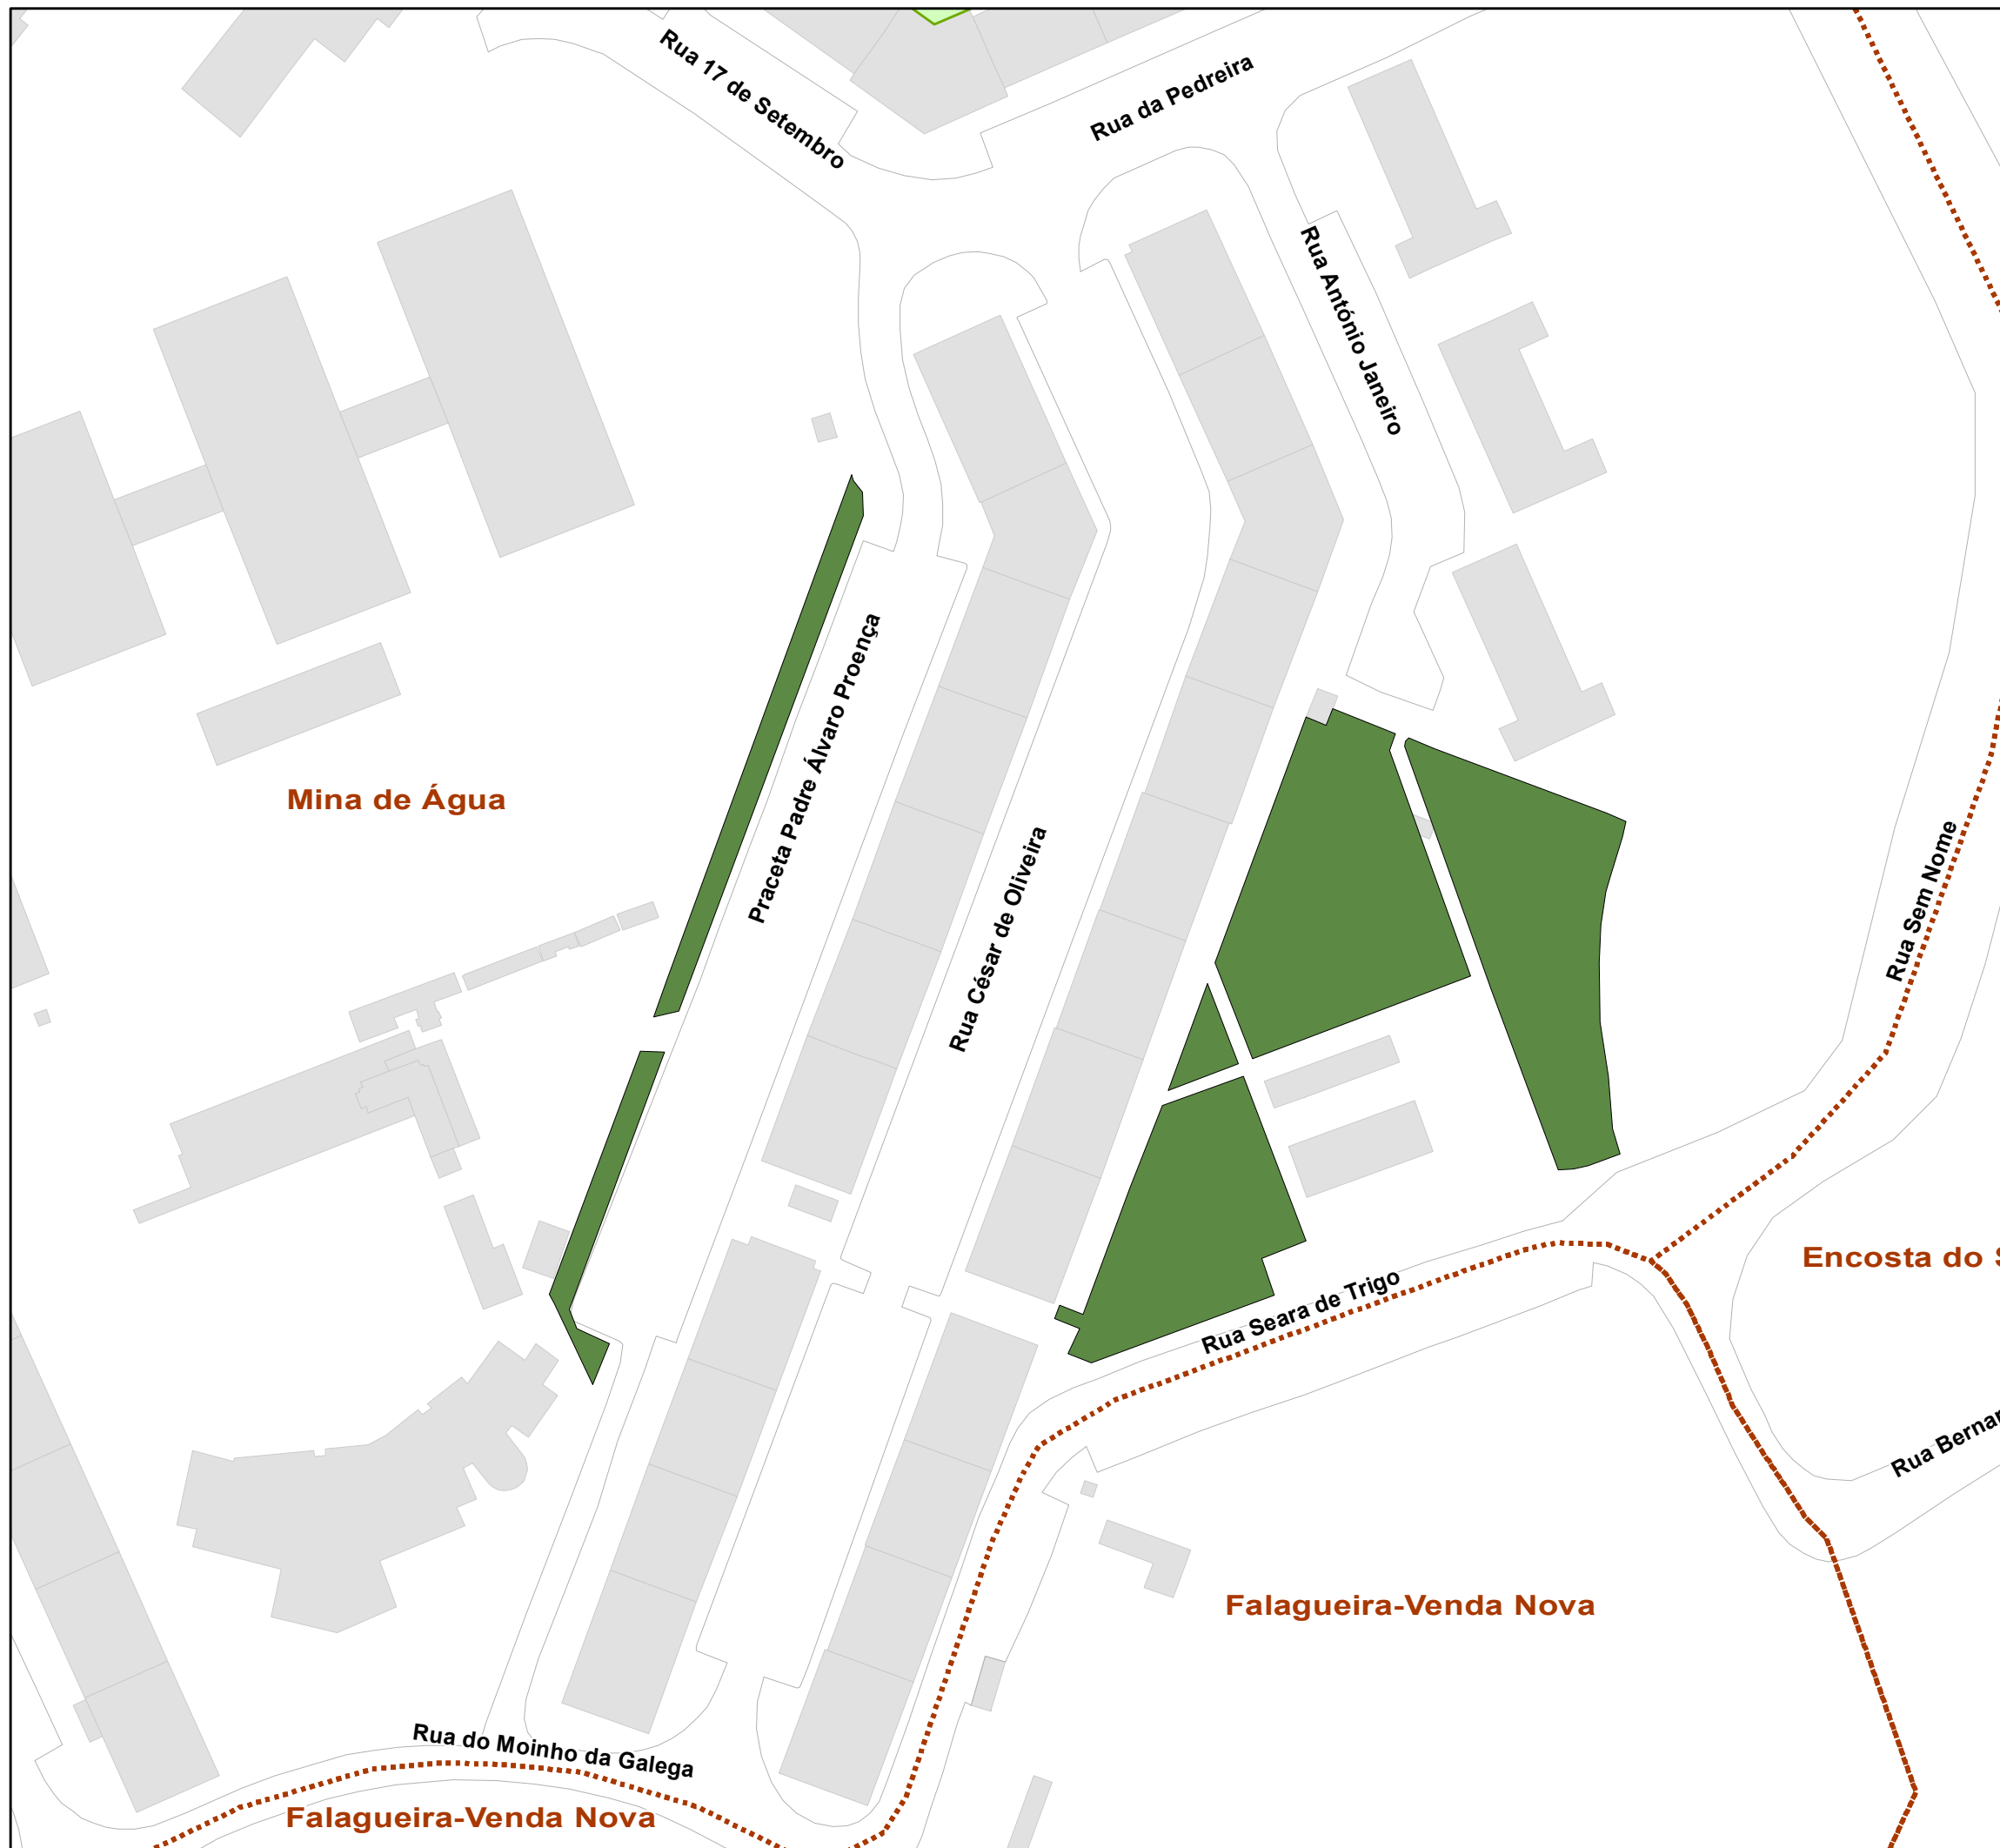 Rua 17 de Setembro
Rua da Pedreira
Rua António Janeiro
Praceta Padre Álvaro Proença
Mina de Água
Rua César de Oliveira
Rua Sem Nome
Encosta do
Rua Seara de Trigo
Rua Bernar
Falagueira-Venda Nova
Rua do Moinho da Galega
Falagueira-Venda Nova